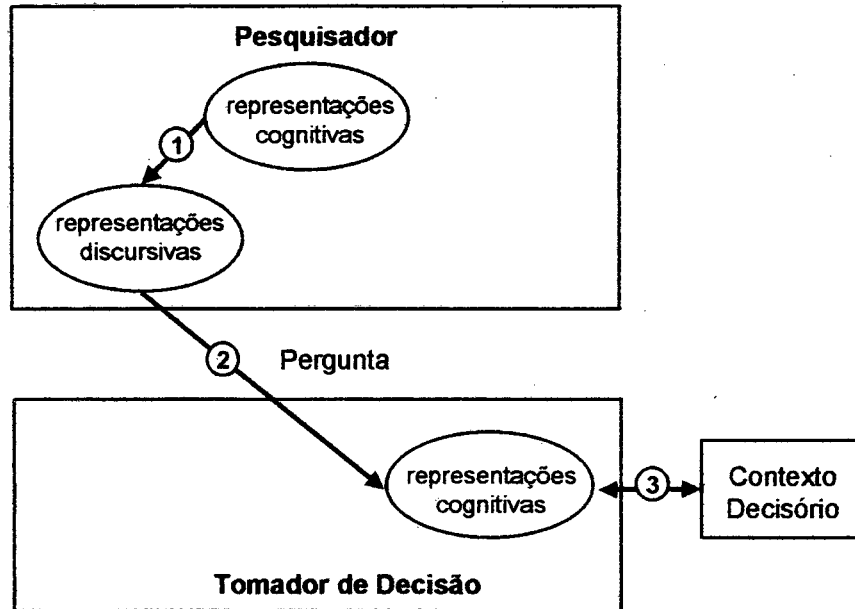 Pesquisador
representações
cognitivas
1
representações
discursivas
2
Pergunta
representações
cognitivas
3
Contexto
Decisório
Tomador de Decisão